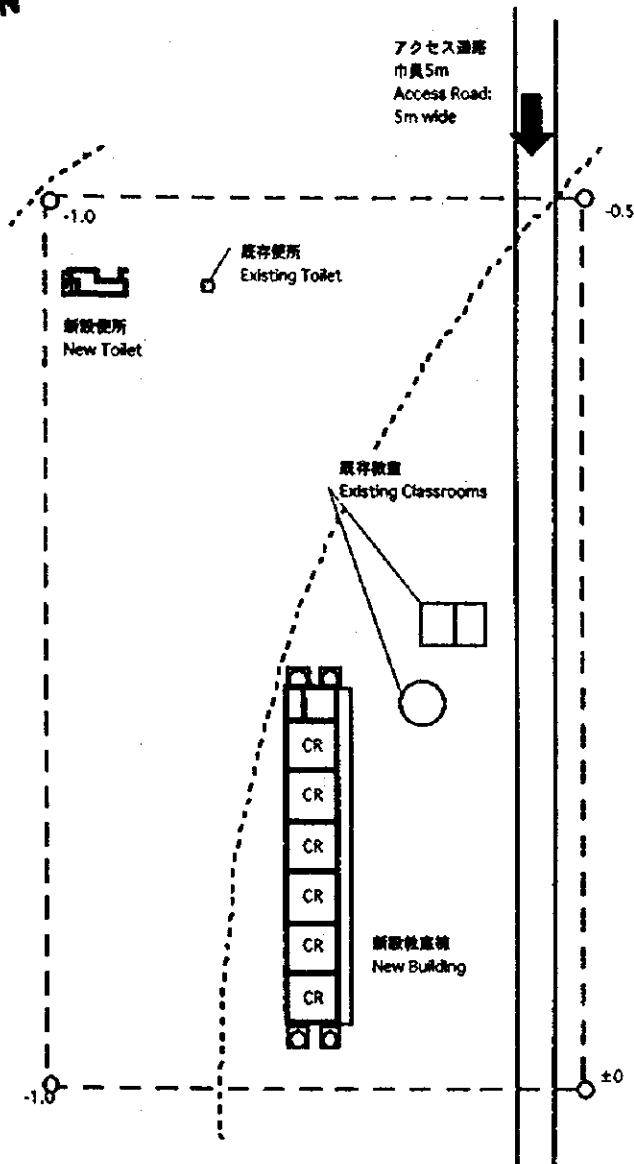 N
アクセス道路
巾員5m
Access Road:
5m wide
-1.0
-0.5
既存便所
Existing Toilet
新設便所
New Toilet
既存教室
Existing Classrooms
CR
CR
CR
CR
CR
CR
新設校舎棟
New Building
-1.0
±0